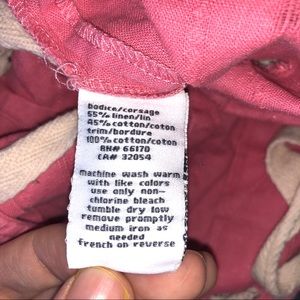 bodice/corsage
55% linen/lin
45% cotton/coton
trim/bordure
100% cotton/coton
RN# 66170
CA# 32054
machine wash warm
with like colors
use only non-
chlorine bleach
tumble dry low
remove promptly
medium iron as
needed
french on reverse